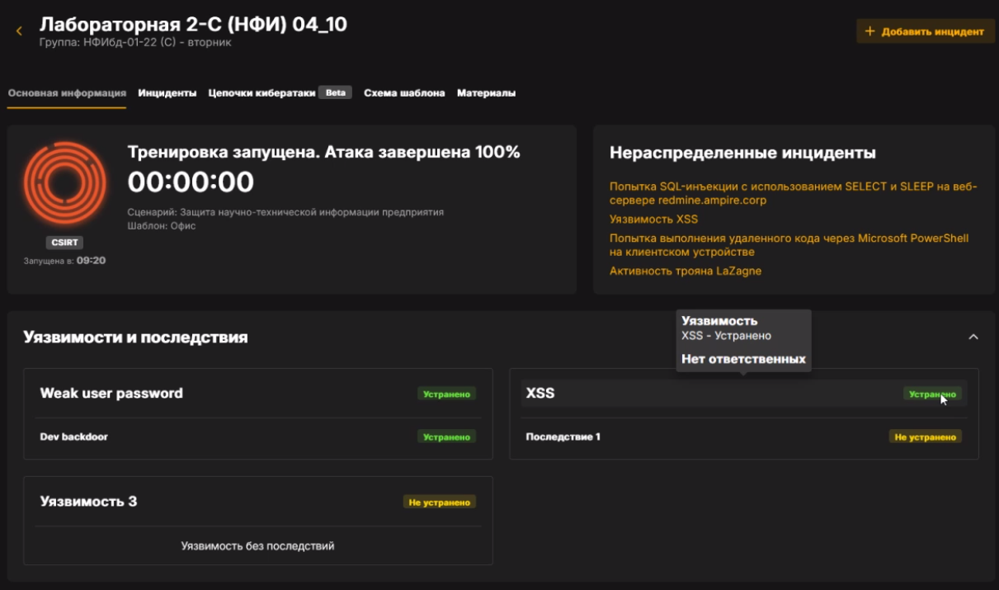 Лабораторная 2-С (НФИ) 04_10
Группа: НФИбд-01-22 (С) - вторник
+ Добавить инцидент
Основная информация Инциденты Цепочки кибератаки Beta Схема шаблона Материалы
Тренировка запущена. Атака завершена 100%
00:00:00
Сценарий: Защита научно-технической информации предприятия
Шаблон: Офис
CSIRT
Запущена в: 09:20
Нераспределенные инциденты
Попытка SQL-инъекции с использованием SELECT и SLEEP на веб-
сервере redmine.ampire.corp
Уязвимость XSS
Попытка выполнения удаленного кода через Microsoft PowerShell
на клиентском устройстве
Активность трояна LaZagne
Уязвимости и последствия
Уязвимость
XSS - Устранено
Нет ответственных
Weak user password Устранено
Dev backdoor Устранено
XSS Устранено
Последствие 1 Не устранено
Уязвимость 3 Не устранено
Уязвимость без последствий